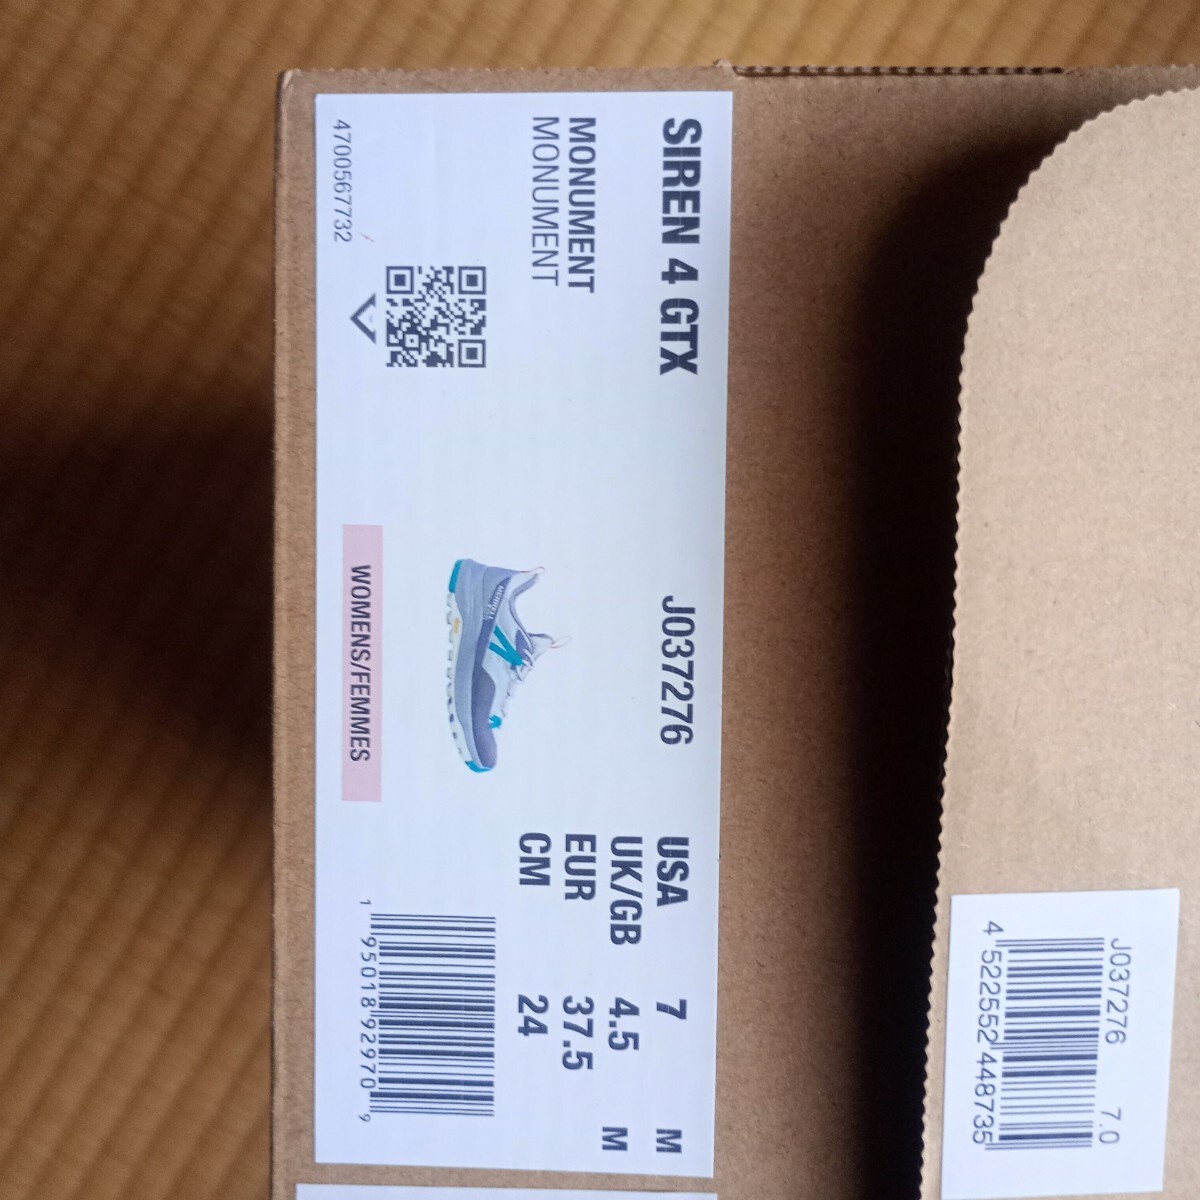 SIREN 4 GTX
J037276
MONUMENT
MONUMENT
4700567732
WOMENS/FEMMES
USA 7 M
UK/GB 4.5 M
EUR 37.5
CM 24
1 95018 92970 9
J037276 7.0
4 522552 448735